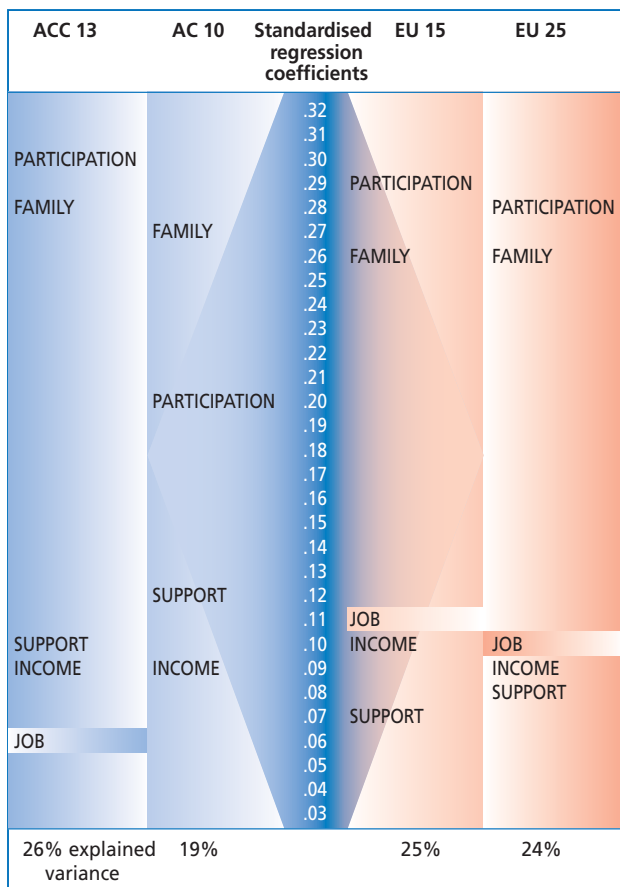 ACC 13 AC 10 Standardised EU 15 EU 25
regression
coefficients
.32
.31
PARTICIPATION .30
.29 PARTICIPATION
FAMILY .28 PARTICIPATION
FAMILY .27
.26 FAMILY FAMILY
.25
.24
.23
.22
.21
PARTICIPATION .20
.19
.18
.17
.16
.15
.14
.13
SUPPORT .12
.11 JOB
SUPPORT .10 INCOME JOB
INCOME INCOME .09 INCOME
.08 SUPPORT
.07 SUPPORT
JOB .06
.05
.04
.03
26% explained 19% 25% 24%
variance